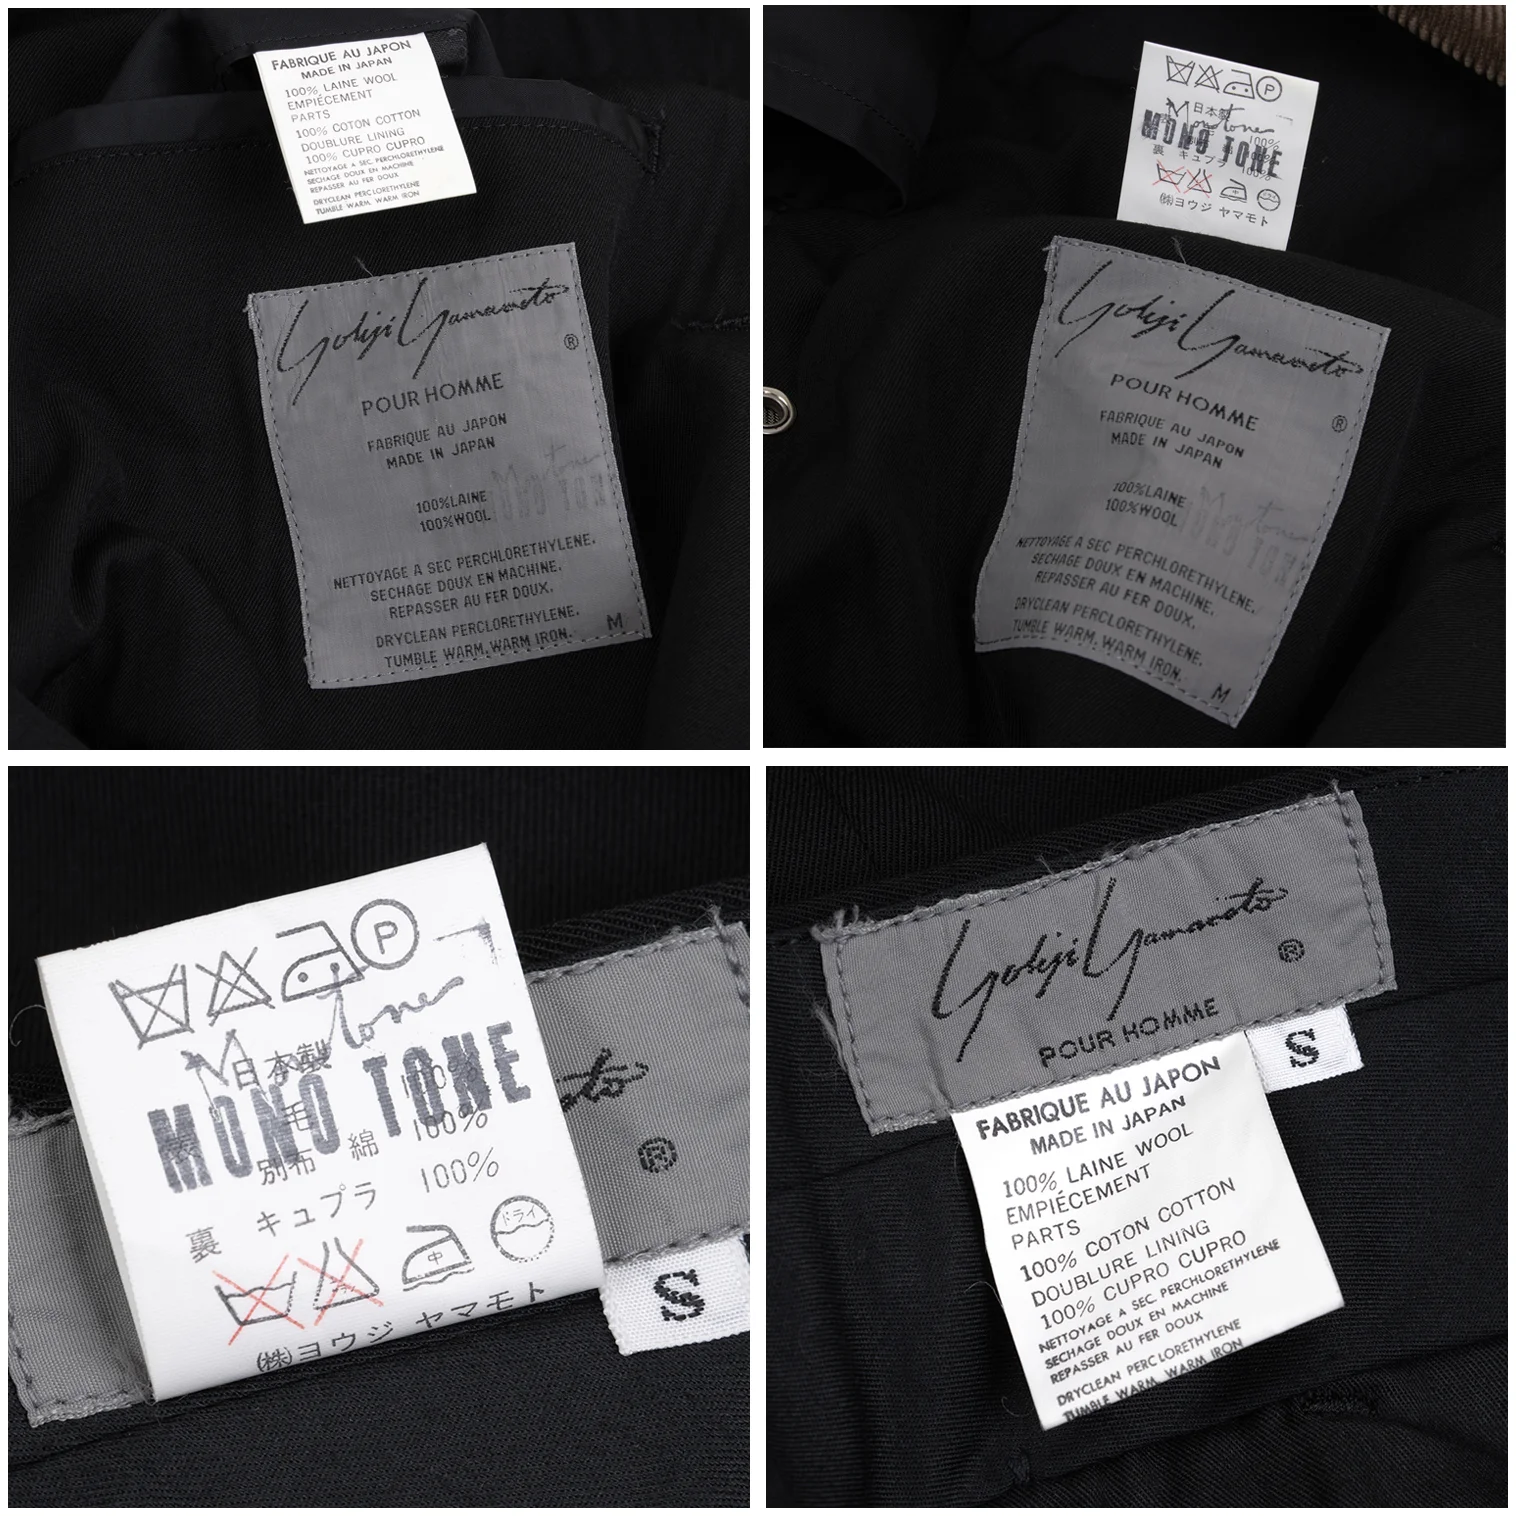 FABRIQUE AU JAPON
MADE IN JAPAN
100% LAINE WOOL
EMPIÉCEMENT
PARTS
100% COTON COTTON
DOUBLURE LINING
100% CUPRO CUPRO
NETTOYAGE A SEC PERCHLORETHYLENE
SECHAGE DOUX EN MACHINE
REPASSER AU FER DOUX
DRYCLEAN PERCLORETHYLENE
TUMBLE WARM, WARM IRON
Yohji Yamamoto
®
POUR HOMME
FABRIQUE AU JAPON
MADE IN JAPAN
100%LAINE
100%WOOL
NETTOYAGE A SEC PERCHLORETHYLENE.
SECHAGE DOUX EN MACHINE.
REPASSER AU FER DOUX.
DRYCLEAN PERCLORETHYLENE.
TUMBLE WARM, WARM IRON.
M
P
日本製
Monotone
MONO TONE
100%
裏 キュプラ 100%
中
㈱ヨウジ ヤマモト
Yohji Yamamoto
®
POUR HOMME
FABRIQUE AU JAPON
MADE IN JAPAN
100%LAINE
100%WOOL
NETTOYAGE A SEC PERCHLORETHYLENE.
SECHAGE DOUX EN MACHINE.
REPASSER AU FER DOUX.
DRYCLEAN PERCLORETHYLENE.
TUMBLE WARM, WARM IRON.
M
P
Monotone
日本製
MONO TONE
表 毛 100%
別布 綿 100%
裏 キュプラ 100%
中
ドライ
㈱ヨウジ ヤマモト
oto
®
S
Yohji Yamamoto
®
POUR HOMME
S
FABRIQUE AU JAPON
MADE IN JAPAN
100% LAINE WOOL
EMPIÉCEMENT
PARTS
100% COTON COTTON
DOUBLURE LINING
100% CUPRO CUPRO
NETTOYAGE A SEC PERCHLORETHYLENE
SECHAGE DOUX EN MACHINE
REPASSER AU FER DOUX
DRYCLEAN PERCLORETHYLENE
TUMBLE WARM, WARM IRON